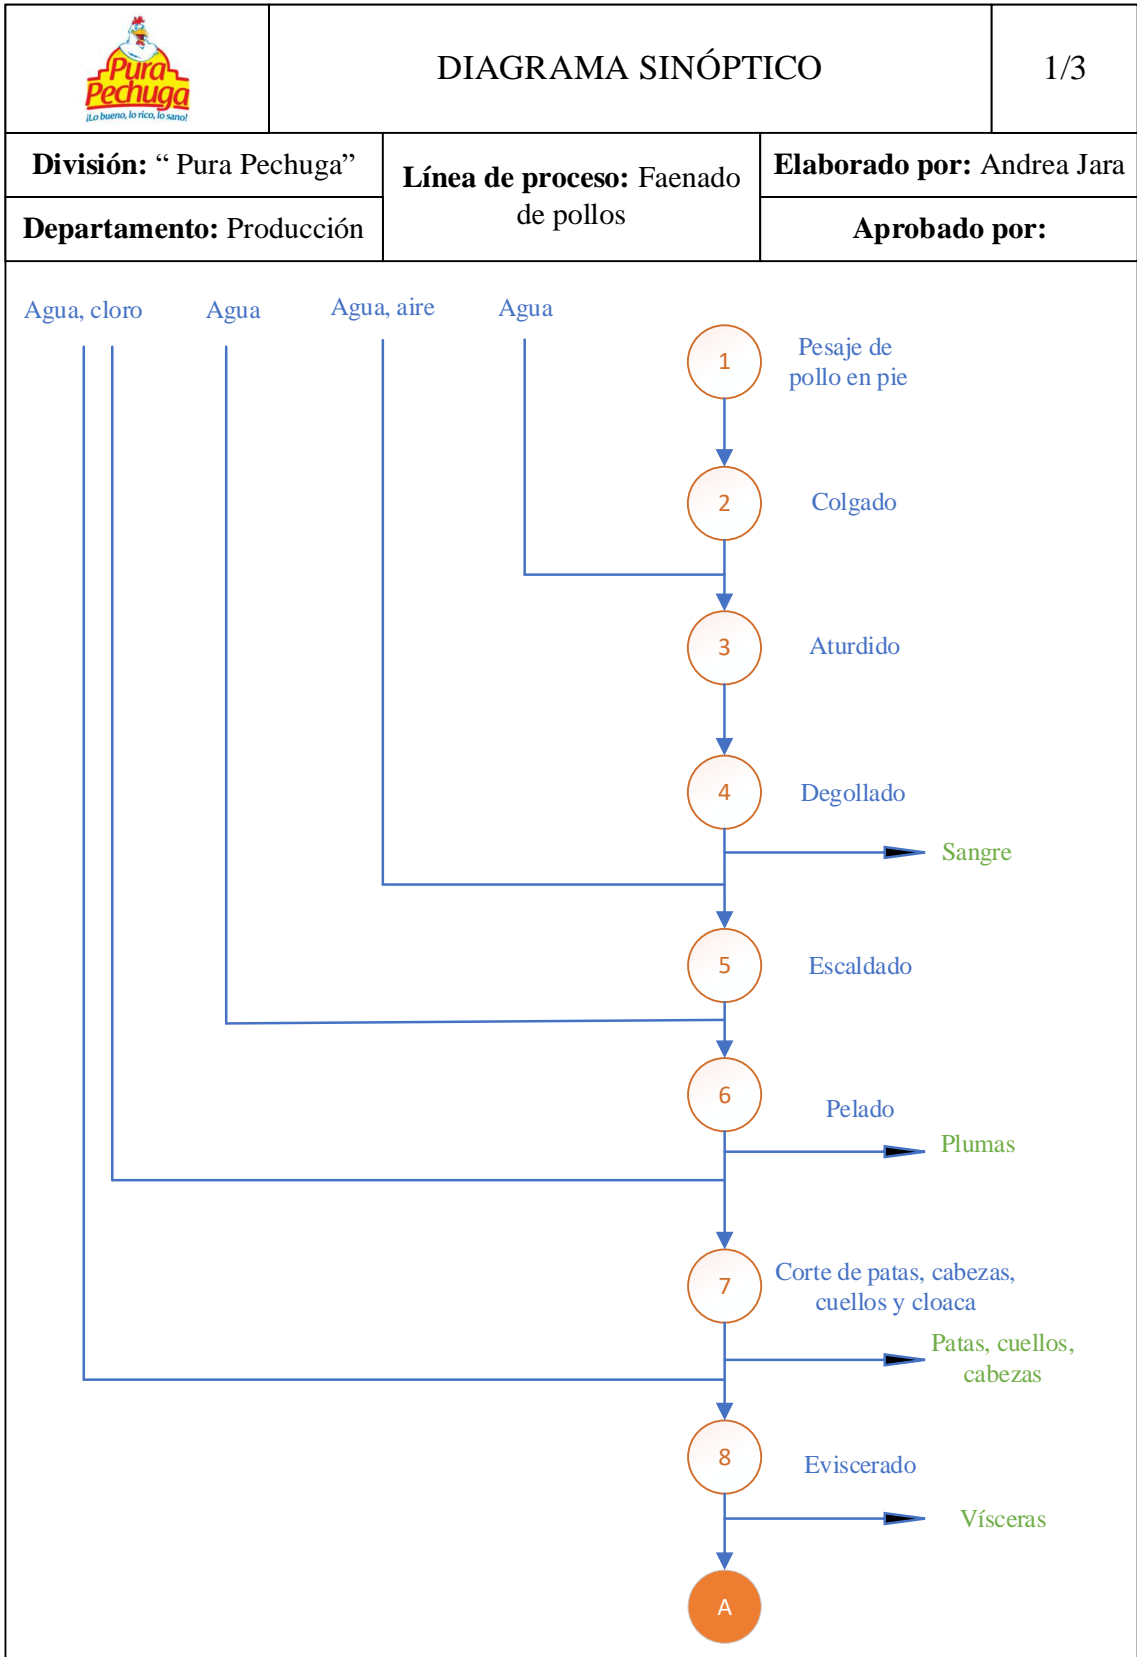 Pura
Pechuga
¡Lo bueno, lo rico, lo sano!
DIAGRAMA SINÓPTICO
1/3
División: “ Pura Pechuga”
Línea de proceso: Faenado
de pollos
Elaborado por: Andrea Jara
Departamento: Producción
Aprobado por:
Agua, cloro
Agua
Agua, aire
Agua
1
Pesaje de
pollo en pie
2
Colgado
3
Aturdido
4
Degollado
Sangre
5
Escaldado
6
Pelado
Plumas
7
Corte de patas, cabezas,
cuellos y cloaca
Patas, cuellos,
cabezas
8
Eviscerado
Vísceras
A